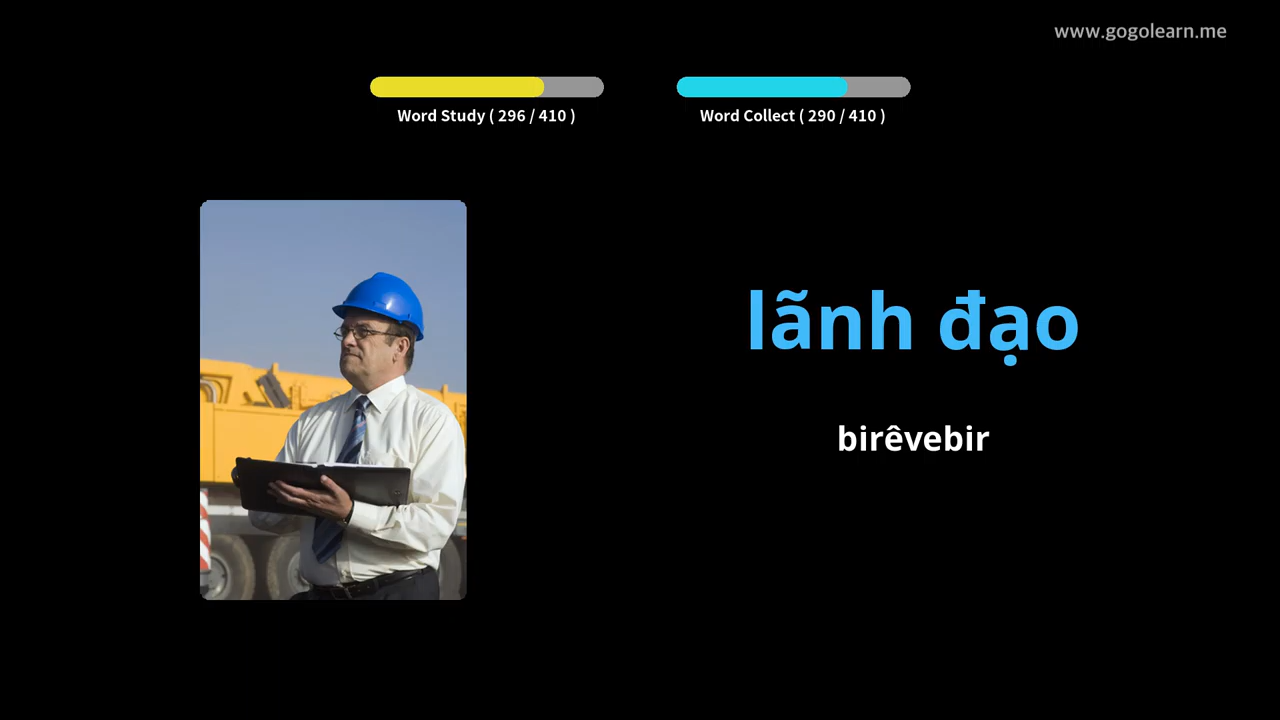 www.gogolearn.me
Word Study ( 296 / 410 )
Word Collect ( 290 / 410 )
lãnh đạo
birêvebir